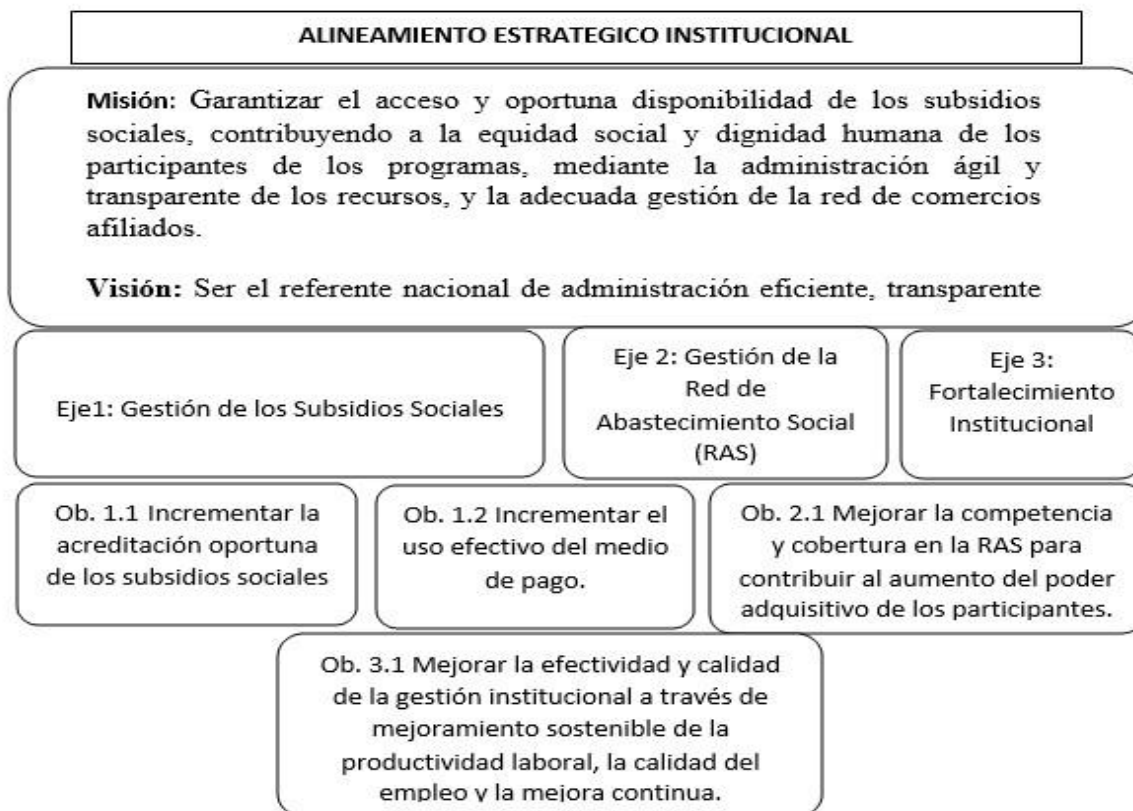 ALINEAMIENTO ESTRATEGICO INSTITUCIONAL
Misión: Garantizar el acceso y oportuna disponibilidad de los subsidios
sociales, contribuyendo a la equidad social y dignidad humana de los
participantes de los programas, mediante la administración ágil y
transparente de los recursos, y la adecuada gestión de la red de comercios
afiliados.
Visión: Ser el referente nacional de administración eficiente, transparente
Eje1: Gestión de los Subsidios Sociales
Eje 2: Gestión de la
Red de
Abastecimiento Social
(RAS)
Eje 3:
Fortalecimiento
Institucional
Ob. 1.1 Incrementar la
acreditación oportuna
de los subsidios sociales
Ob. 1.2 Incrementar el
uso efectivo del medio
de pago.
Ob. 2.1 Mejorar la competencia
y cobertura en la RAS para
contribuir al aumento del poder
adquisitivo de los participantes.
Ob. 3.1 Mejorar la efectividad y calidad
de la gestión institucional a través de
mejoramiento sostenible de la
productividad laboral, la calidad del
empleo y la mejora continua.